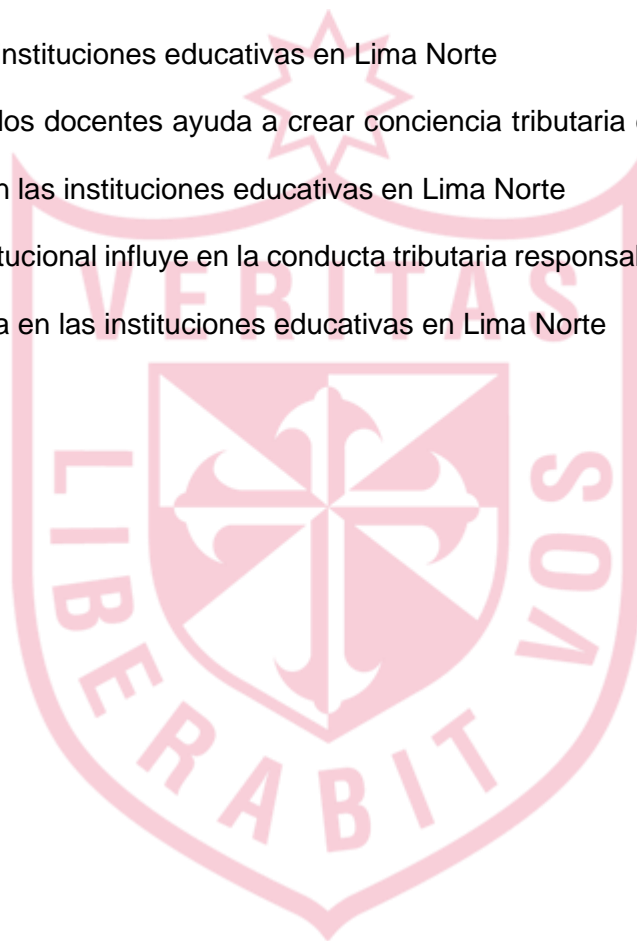 nstituciones educativas en Lima Norte
los docentes ayuda a crear conciencia tributaria
n las instituciones educativas en Lima Norte
tucional influye en la conducta tributaria responsa
a en las instituciones educativas en Lima Norte
VERITAS
LIBERABIT VOS